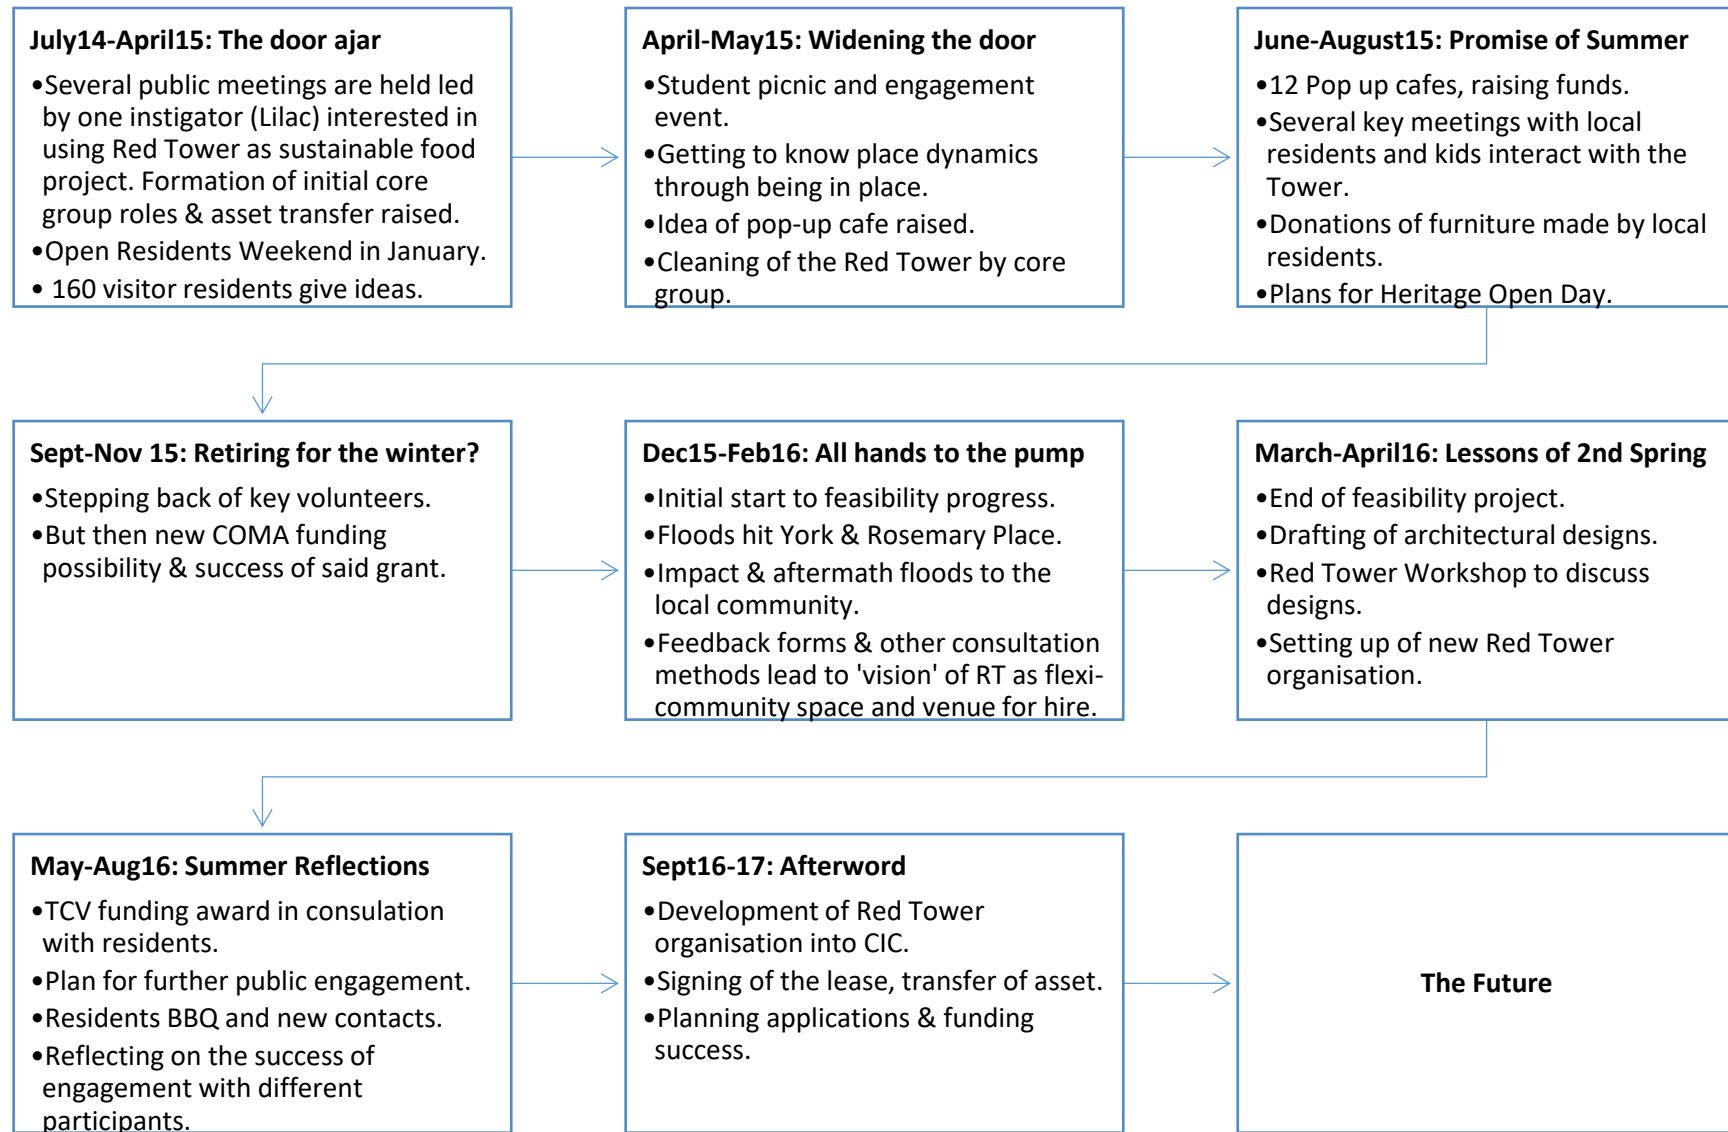 July14-April15: The door ajar
•Several public meetings are held led
by one instigator (Lilac) interested in
using Red Tower as sustainable food
project. Formation of initial core
group roles & asset transfer raised.
•Open Residents Weekend in January.
• 160 visitor residents give ideas.
April-May15: Widening the door
•Student picnic and engagement
event.
•Getting to know place dynamics
through being in place.
•Idea of pop-up cafe raised.
•Cleaning of the Red Tower by core
group.
June-August15: Promise of Summer
•12 Pop up cafes, raising funds.
•Several key meetings with local
residents and kids interact with the
Tower.
•Donations of furniture made by local
residents.
•Plans for Heritage Open Day.
Sept-Nov 15: Retiring for the winter?
•Stepping back of key volunteers.
•But then new COMA funding
possibility & success of said grant.
Dec15-Feb16: All hands to the pump
•Initial start to feasibility progress.
•Floods hit York & Rosemary Place.
•Impact & aftermath floods to the
local community.
•Feedback forms & other consultation
methods lead to 'vision' of RT as flexi-
community space and venue for hire.
March-April16: Lessons of 2nd Spring
•End of feasibility project.
•Drafting of architectural designs.
•Red Tower Workshop to discuss
designs.
•Setting up of new Red Tower
organisation.
May-Aug16: Summer Reflections
•TCV funding award in consulation
with residents.
•Plan for further public engagement.
•Residents BBQ and new contacts.
•Reflecting on the success of
engagement with different
participants.
Sept16-17: Afterword
•Development of Red Tower
organisation into CIC.
•Signing of the lease, transfer of asset.
•Planning applications & funding
success.
The Future